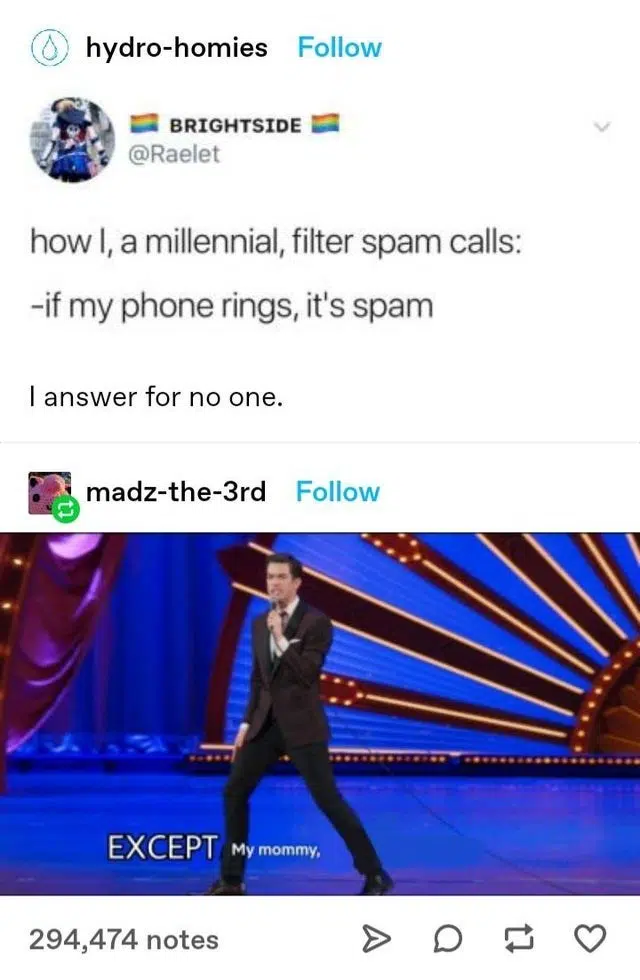 hydro-homies Follow
🏳️‍🌈 BRIGHTSIDE 🏳️‍🌈
@Raelet
how I, a millennial, filter spam calls:
-if my phone rings, it's spam
I answer for no one.
madz-the-3rd Follow
EXCEPT My mommy,
294,474 notes